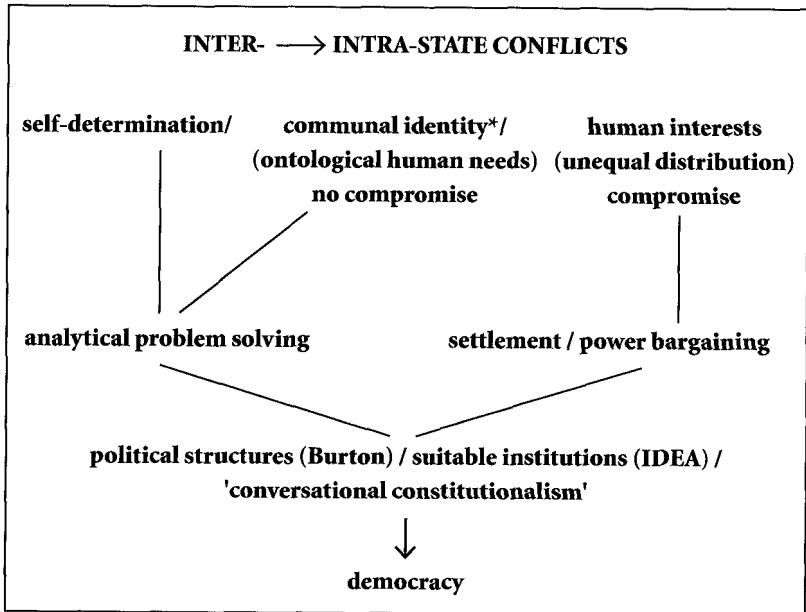 INTER- → INTRA-STATE CONFLICTS
self-determination/ communal identity*/ human interests
(ontological human needs) (unequal distribution)
no compromise compromise
analytical problem solving settlement / power bargaining
political structures (Burton) / suitable institutions (IDEA) /
'conversational constitutionalism'
democracy